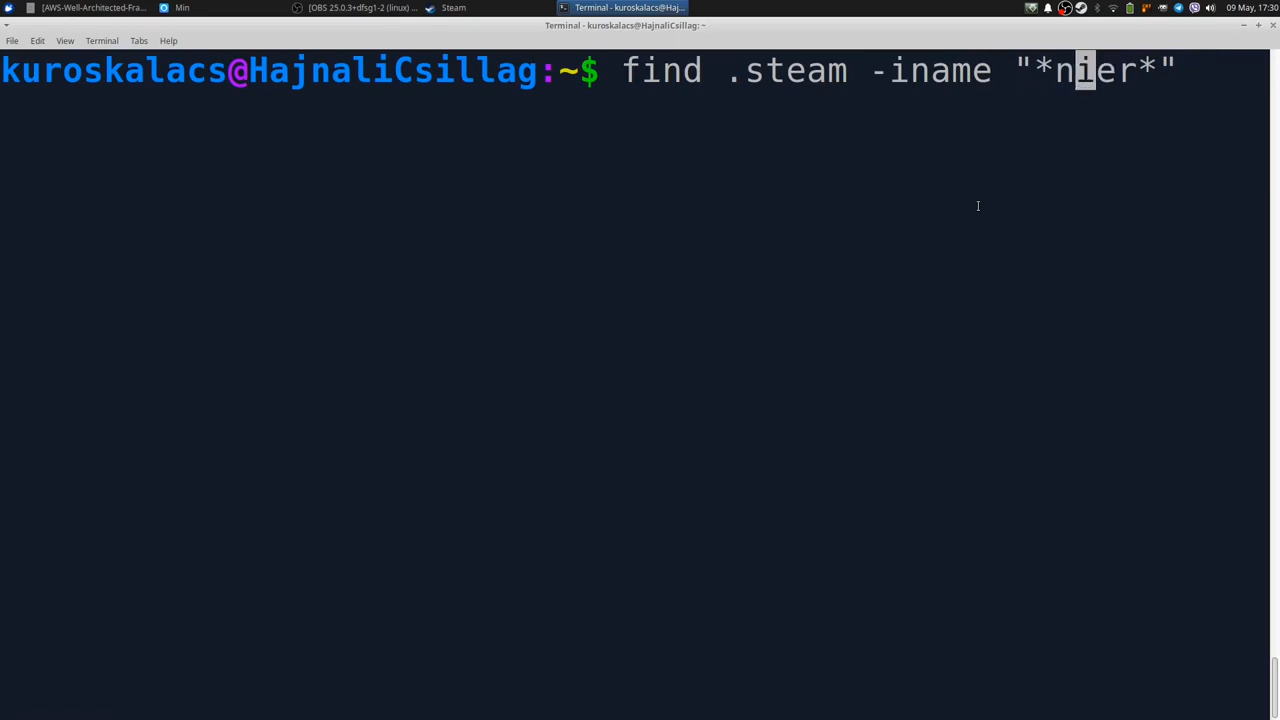 [AWS-Well-Architected-Fra...
Min
[OBS 25.0.3+dfsg1-2 (linux) ...
Steam
Terminal - kuroskalacs@Haj...
09 May, 17:30
Terminal - kuroskalacs@HajnaliCsillag: ~
File Edit View Terminal Tabs Help
kuroskalacs@HajnaliCsillag:~$ find .steam -iname "*nier*"